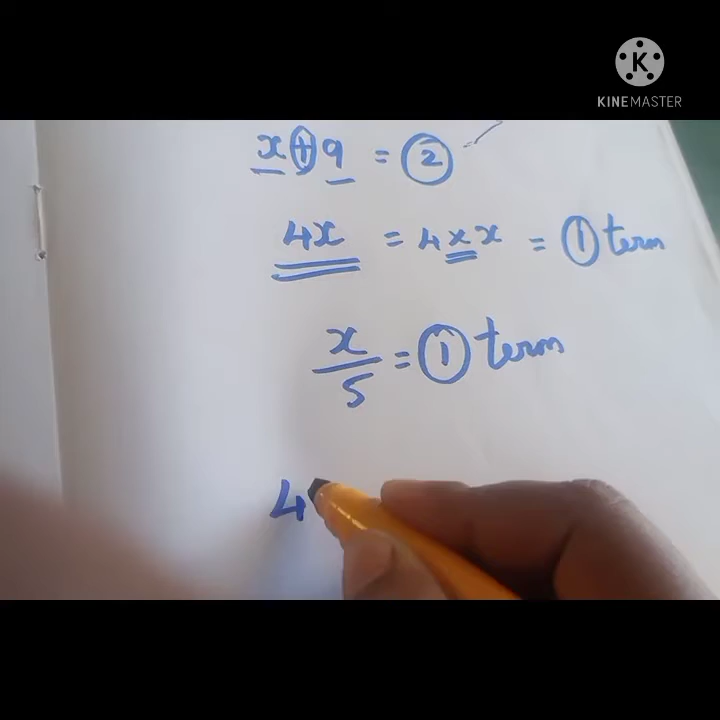 K
KINEMASTER
x + 9 = 2
4x = 4 × x = 1 term
x/5 = 1 term
4